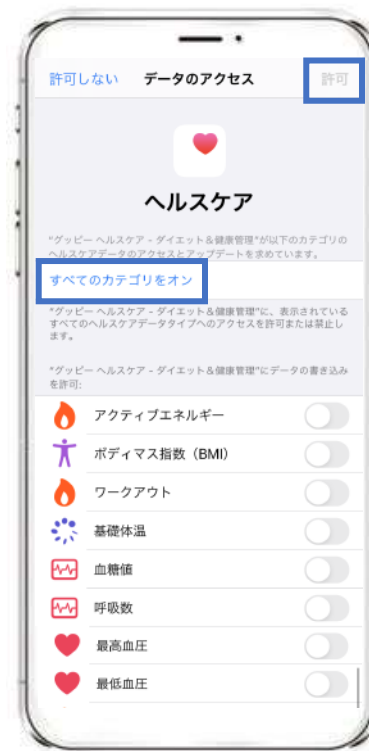 許可しない データのアクセス 許可
ヘルスケア
"グッピー ヘルスケア - ダイエット＆健康管理"が以下のカテゴリの
ヘルスケアデータのアクセスとアップデートを求めています。
すべてのカテゴリをオン
"グッピー ヘルスケア - ダイエット＆健康管理"に、表示されている
すべてのヘルスケアデータタイプへのアクセスを許可または禁止し
ます。
"グッピー ヘルスケア - ダイエット＆健康管理"にデータの書き込み
を許可:
アクティブエネルギー
ボディマス指数（BMI）
ワークアウト
基礎体温
血糖値
呼吸数
最高血圧
最低血圧